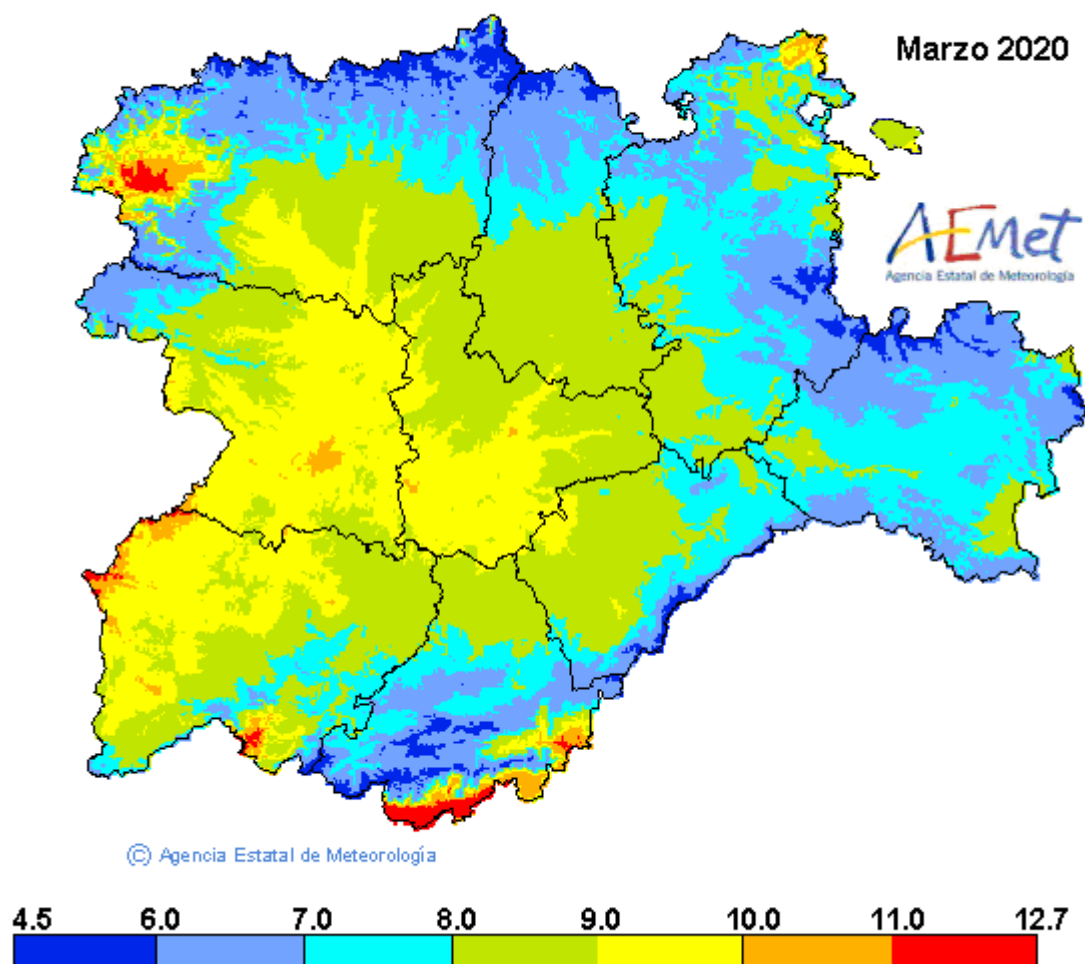 Marzo 2020
AEMet
Agencia Estatal de Meteorología
© Agencia Estatal de Meteorología
4.5 6.0 7.0 8.0 9.0 10.0 11.0 12.7